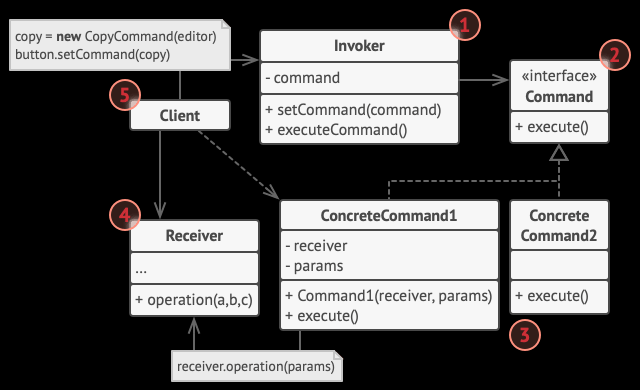 copy = new CopyCommand(editor)
button.setCommand(copy)
1
Invoker
- command
+ setCommand(command)
+ executeCommand()
2
«interface»
Command
+ execute()
5
Client
4
Receiver
...
+ operation(a,b,c)
ConcreteCommand1
- receiver
- params
+ Command1(receiver, params)
+ execute()
Concrete
Command2
+ execute()
3
receiver.operation(params)